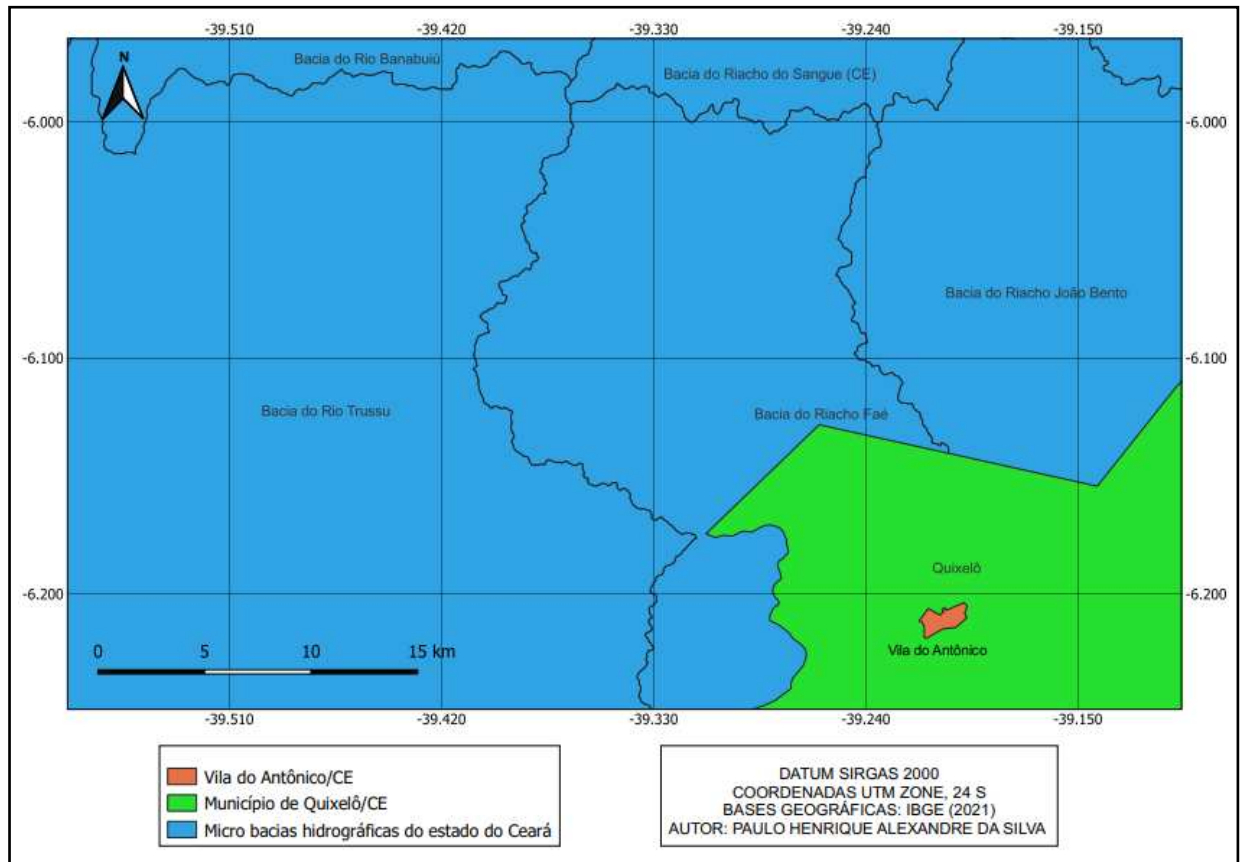 -39.510 -39.420 -39.330 -39.240 -39.150
Bacia do Rio Banabuiú
Bacia do Riacho do Sangue (CE)
N
-6.000 -6.000
Bacia do Riacho João Bento
-6.100 -6.100
Bacia do Rio Trussu
Bacia do Riacho Faé
Quixelô
-6.200 -6.200
Vila do Antônico
0 5 10 15 km
-39.510 -39.420 -39.330 -39.240 -39.150
Vila do Antônico/CE
Município de Quixelô/CE
Micro bacias hidrográficas do estado do Ceará
DATUM SIRGAS 2000
COORDENADAS UTM ZONE, 24 S
BASES GEOGRÁFICAS: IBGE (2021)
AUTOR: PAULO HENRIQUE ALEXANDRE DA SILVA